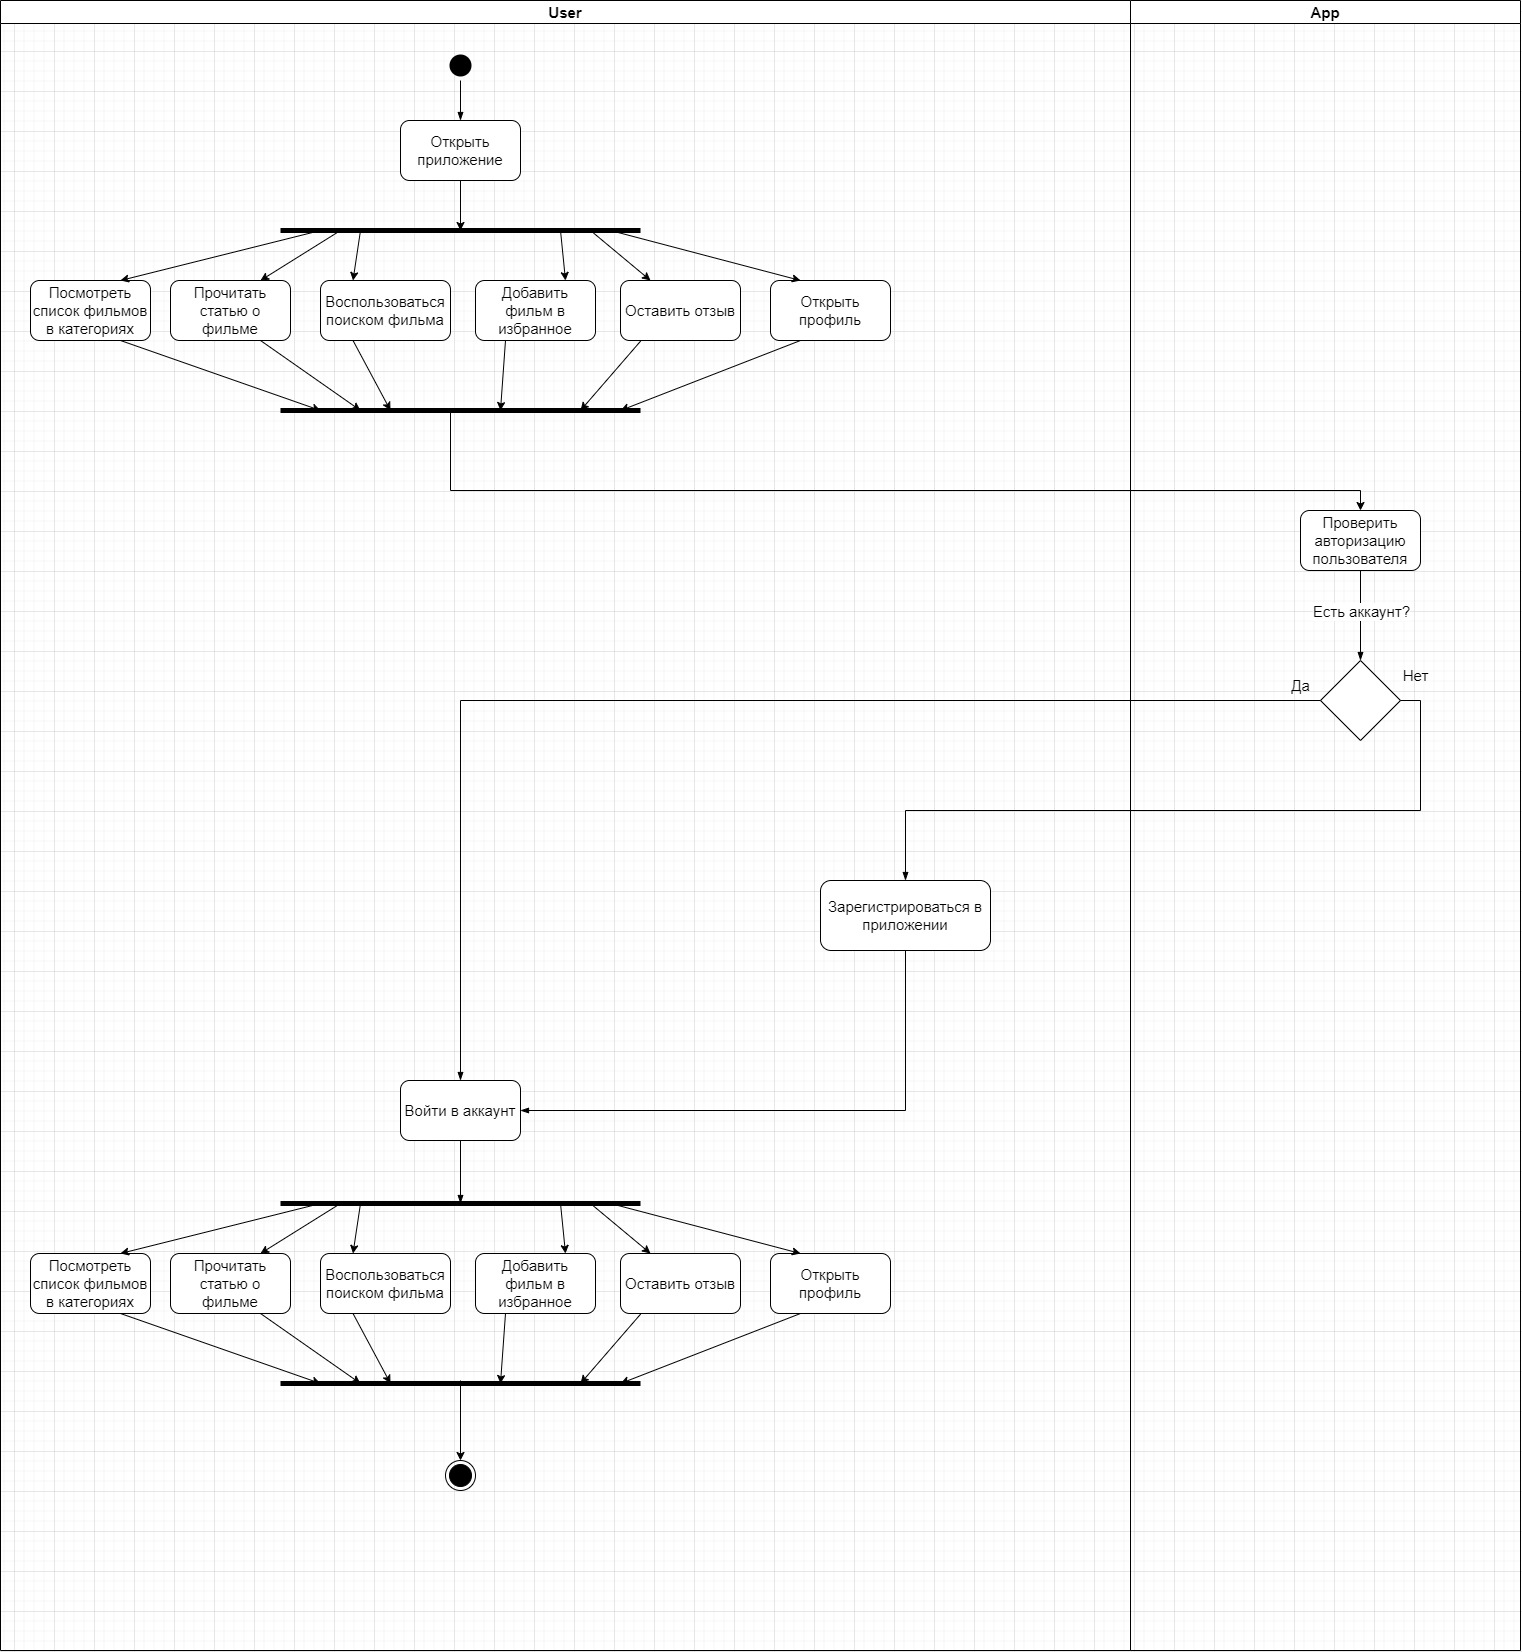 User
App
Открыть
приложение
Посмотреть
список фильмов
в категориях
Прочитать
статью о
фильме
Воспользоваться
поиском фильма
Добавить
фильм в
избранное
Оставить отзыв
Открыть
профиль
Проверить
авторизацию
пользователя
Есть аккаунт?
Да
Нет
Зарегистрироваться в
приложении
Войти в аккаунт
Посмотреть
список фильмов
в категориях
Прочитать
статью о
фильме
Воспользоваться
поиском фильма
Добавить
фильм в
избранное
Оставить отзыв
Открыть
профиль